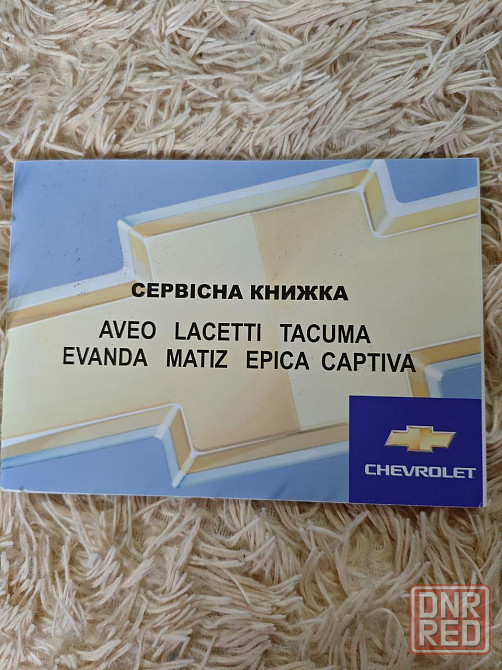 СЕРВІСНА КНИЖКА
AVEO LACETTI TACUMA
EVANDA MATIZ EPICA CAPTIVA
CHEVROLET
DNR
RED